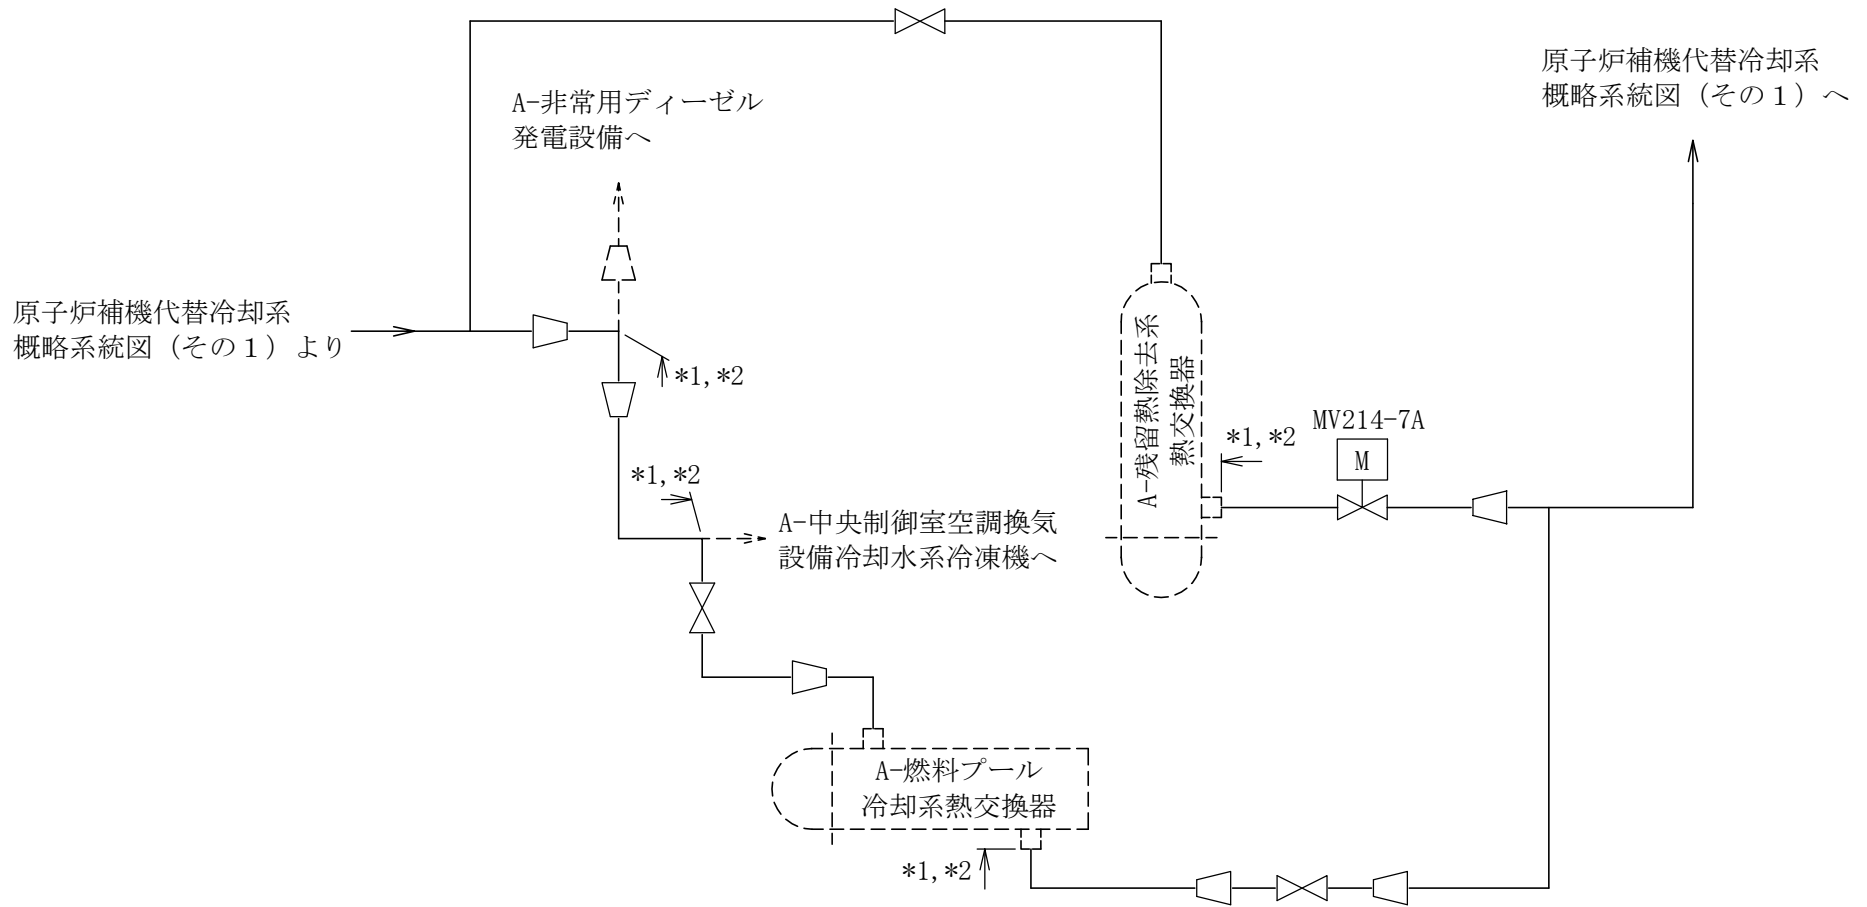 原子炉補機代替冷却系
概略系統図（その１）へ
A-非常用ディーゼル
発電設備へ
原子炉補機代替冷却系
概略系統図（その１）より
*1,*2
A-残留熱除去系
熱交換器
*1,*2
MV214-7A
M
*1,*2
A-中央制御室空調換気
設備冷却水系冷凍機へ
A-燃料プール
冷却系熱交換器
*1,*2